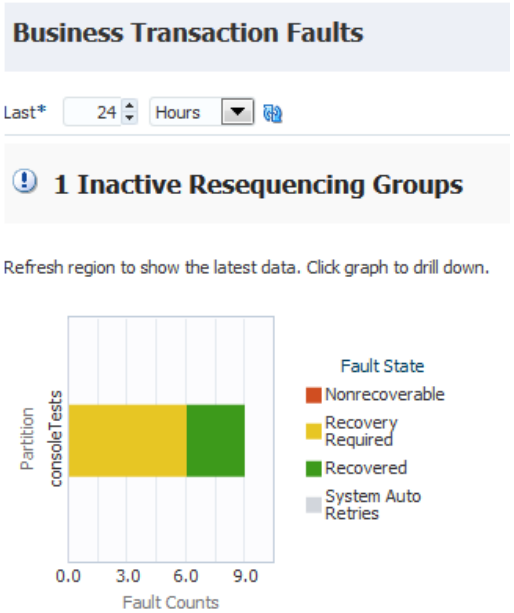 Business Transaction Faults
Last* 24 Hours
1 Inactive Resequencing Groups
Refresh region to show the latest data. Click graph to drill down.
Partition
consoleTests
0.0 3.0 6.0 9.0
Fault Counts
Fault State
Nonrecoverable
Recovery
Required
Recovered
System Auto
Retries